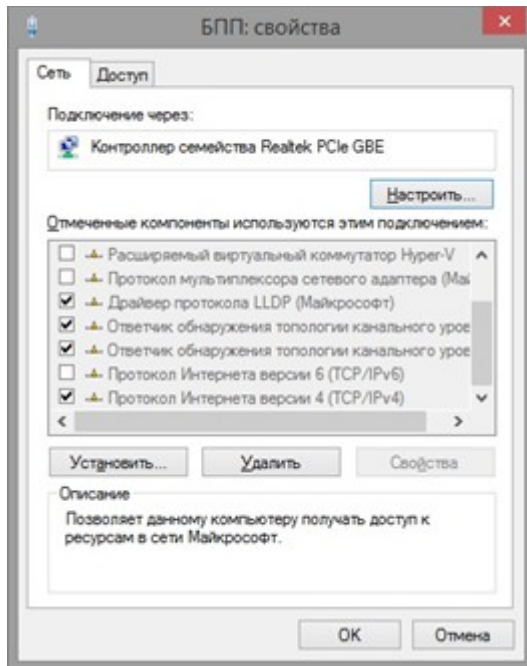 БПП: свойства
Сеть
Доступ
Подключение через:
Контроллер семейства Realtek PCIe GBE
Настроить...
Отмеченные компоненты используются этим подключением:
Расширяемый виртуальный коммутатор Hyper-V
Протокол мультиплексора сетевого адаптера (Май
Драйвер протокола LLDP (Майкрософт)
Ответчик обнаружения топологии канального уров
Ответчик обнаружения топологии канального уров
Протокол Интернета версии 6 (TCP/IPv6)
Протокол Интернета версии 4 (TCP/IPv4)
Установить...
Удалить
Свойства
Описание
Позволяет данному компьютеру получать доступ к
ресурсам в сети Майкрософт.
OK
Отмена